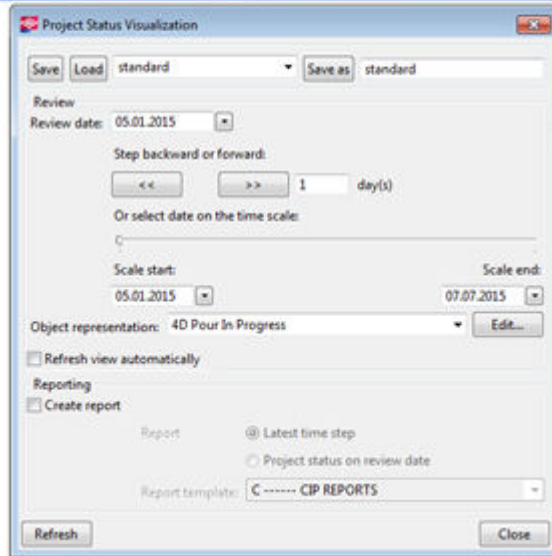 Project Status Visualization
Save Load standard Save as standard
Review
Review date: 05.01.2015
Step backward or forward:
<< >> 1 day(s)
Or select date on the time scale:
Scale start: Scale end:
05.01.2015 07.07.2015
Object representation: 4D Pour In Progress Edit...
Refresh view automatically
Reporting
Create report
Report Latest time step
Project status on review date
Report template: C ------ CIP REPORTS
Refresh Close